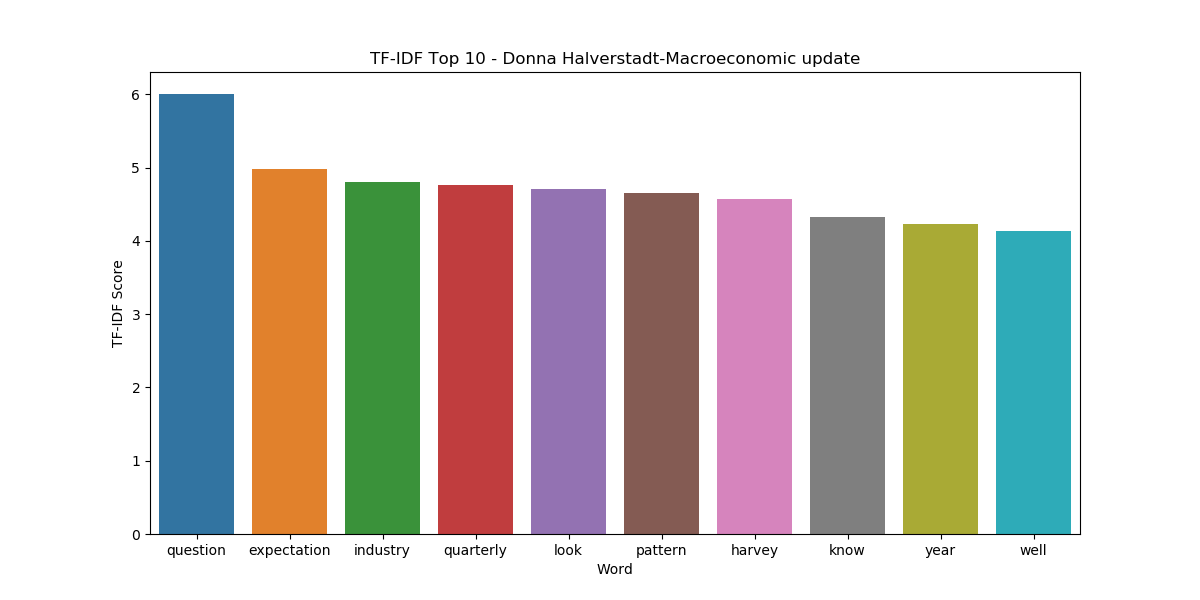 TF-IDF Top 10 - Donna Halverstadt-Macroeconomic update
TF-IDF Score
6
5
4
3
2
1
0
question expectation industry quarterly look pattern harvey know year well
Word